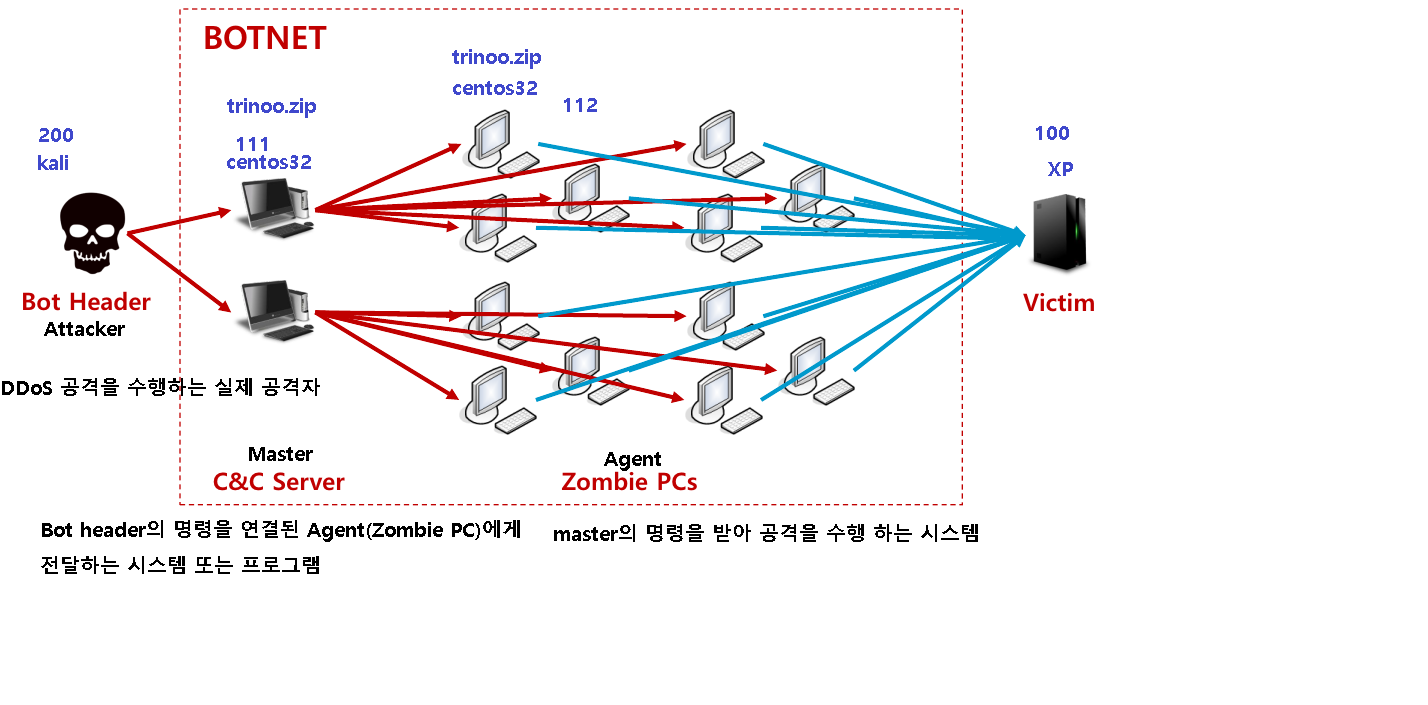 BOTNET
trinoo.zip
centos32
112
trinoo.zip
111
centos32
200
kali
100
XP
Bot Header
Attacker
Victim
DDoS 공격을 수행하는 실제 공격자
Master
C&C Server
Agent
Zombie PCs
Bot header의 명령을 연결된 Agent(Zombie PC)에게
전달하는 시스템 또는 프로그램
master의 명령을 받아 공격을 수행 하는 시스템